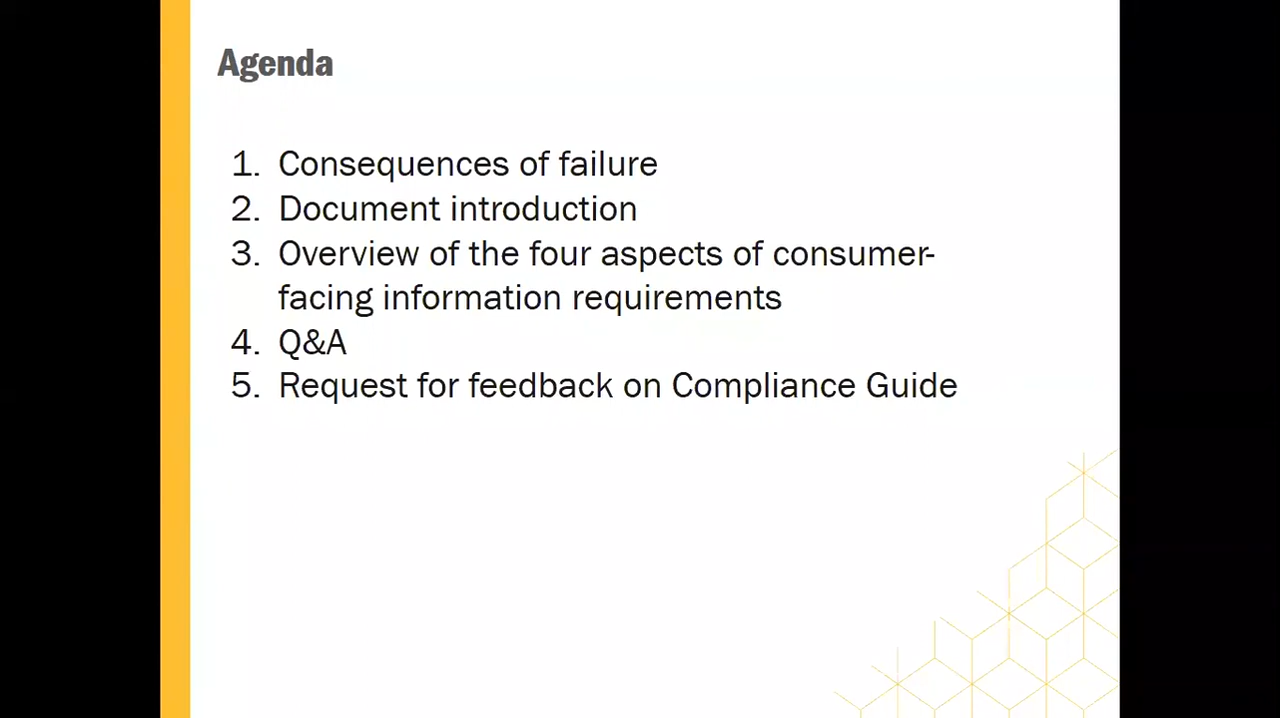 Agenda
1. Consequences of failure
2. Document introduction
3. Overview of the four aspects of consumer-
facing information requirements
4. Q&A
5. Request for feedback on Compliance Guide